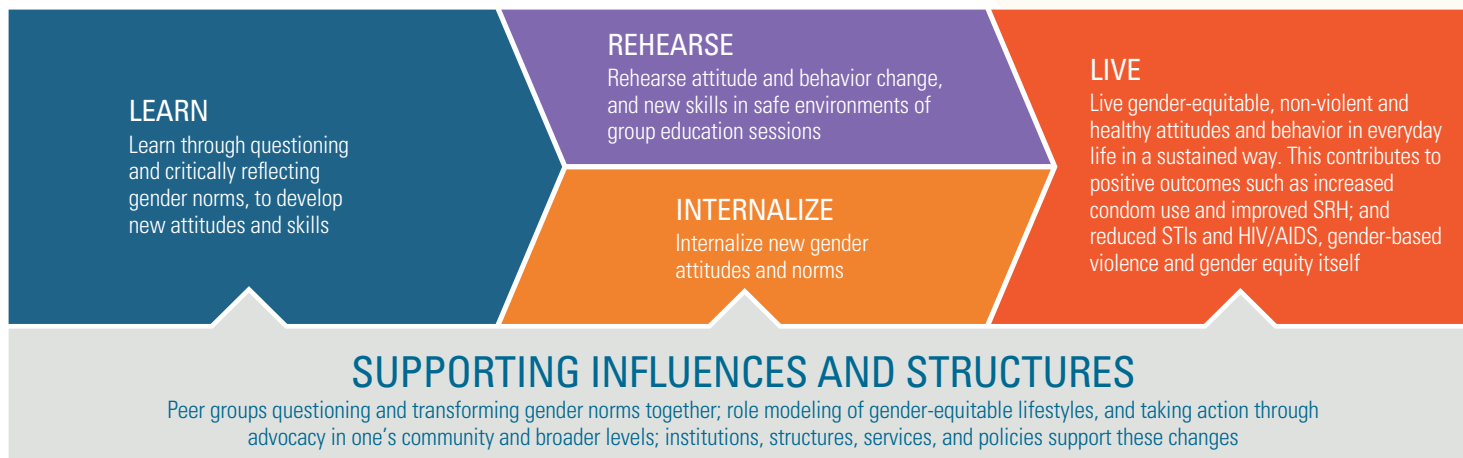 LEARN
Learn through questioning
and critically reflecting
gender norms, to develop
new attitudes and skills
REHEARSE
Rehearse attitude and behavior change,
and new skills in safe environments of
group education sessions
INTERNALIZE
Internalize new gender
attitudes and norms
LIVE
Live gender-equitable, non-violent and
healthy attitudes and behavior in everyday
life in a sustained way. This contributes to
positive outcomes such as increased
condom use and improved SRH; and
reduced STIs and HIV/AIDS, gender-based
violence and gender equity itself
SUPPORTING INFLUENCES AND STRUCTURES
Peer groups questioning and transforming gender norms together; role modeling of gender-equitable lifestyles, and taking action through
advocacy in one’s community and broader levels; institutions, structures, services, and policies support these changes